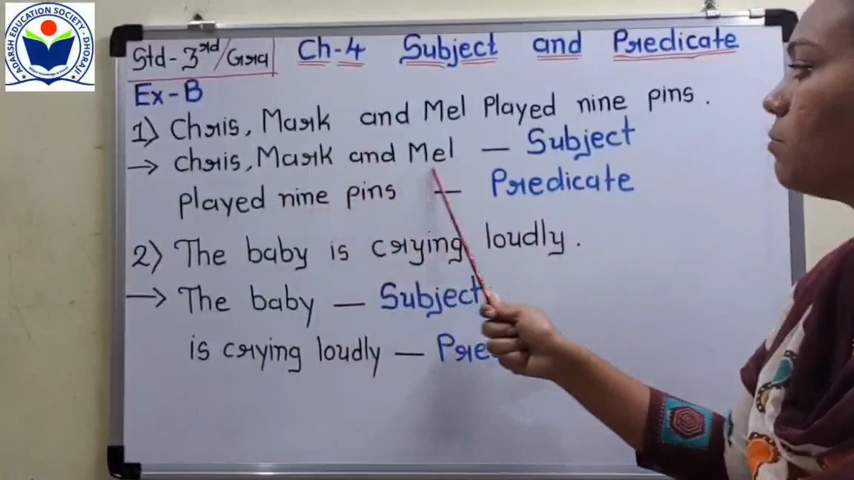 ADARSH EDUCATION SOCIETY,
DHORAJI
Std-3rd/Gra Ch-4 Subject and Predicate
Ex-B
1) Chris, Mark and Mel Played nine pins.
→ Chris, Mark and Mel — Subject
played nine pins — Predicate
2) The baby is crying loudly.
→ The baby — Subject
is crying loudly — Pre